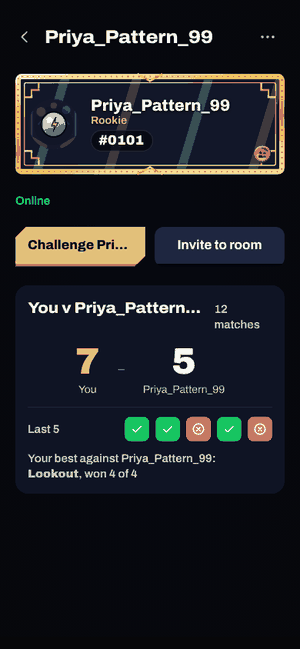 Priya_Pattern_99
Priya_Pattern_99
Rookie
#0101
Online
Challenge Pri...
Invite to room
You v Priya_Pattern...
12
matches
7
–
5
You
Priya_Pattern_99
Last 5
Your best against Priya_Pattern_99:
Lookout, won 4 of 4